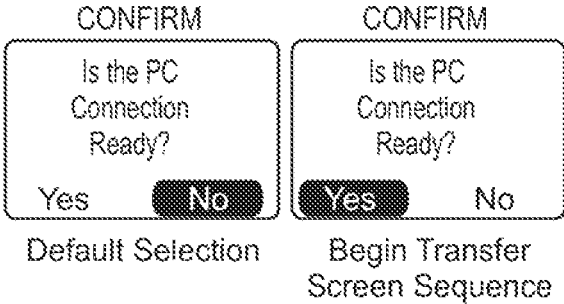 CONFIRM
Is the PC
Connection
Ready?
Yes No
Default Selection
CONFIRM
Is the PC
Connection
Ready?
Yes No
Begin Transfer
Screen Sequence